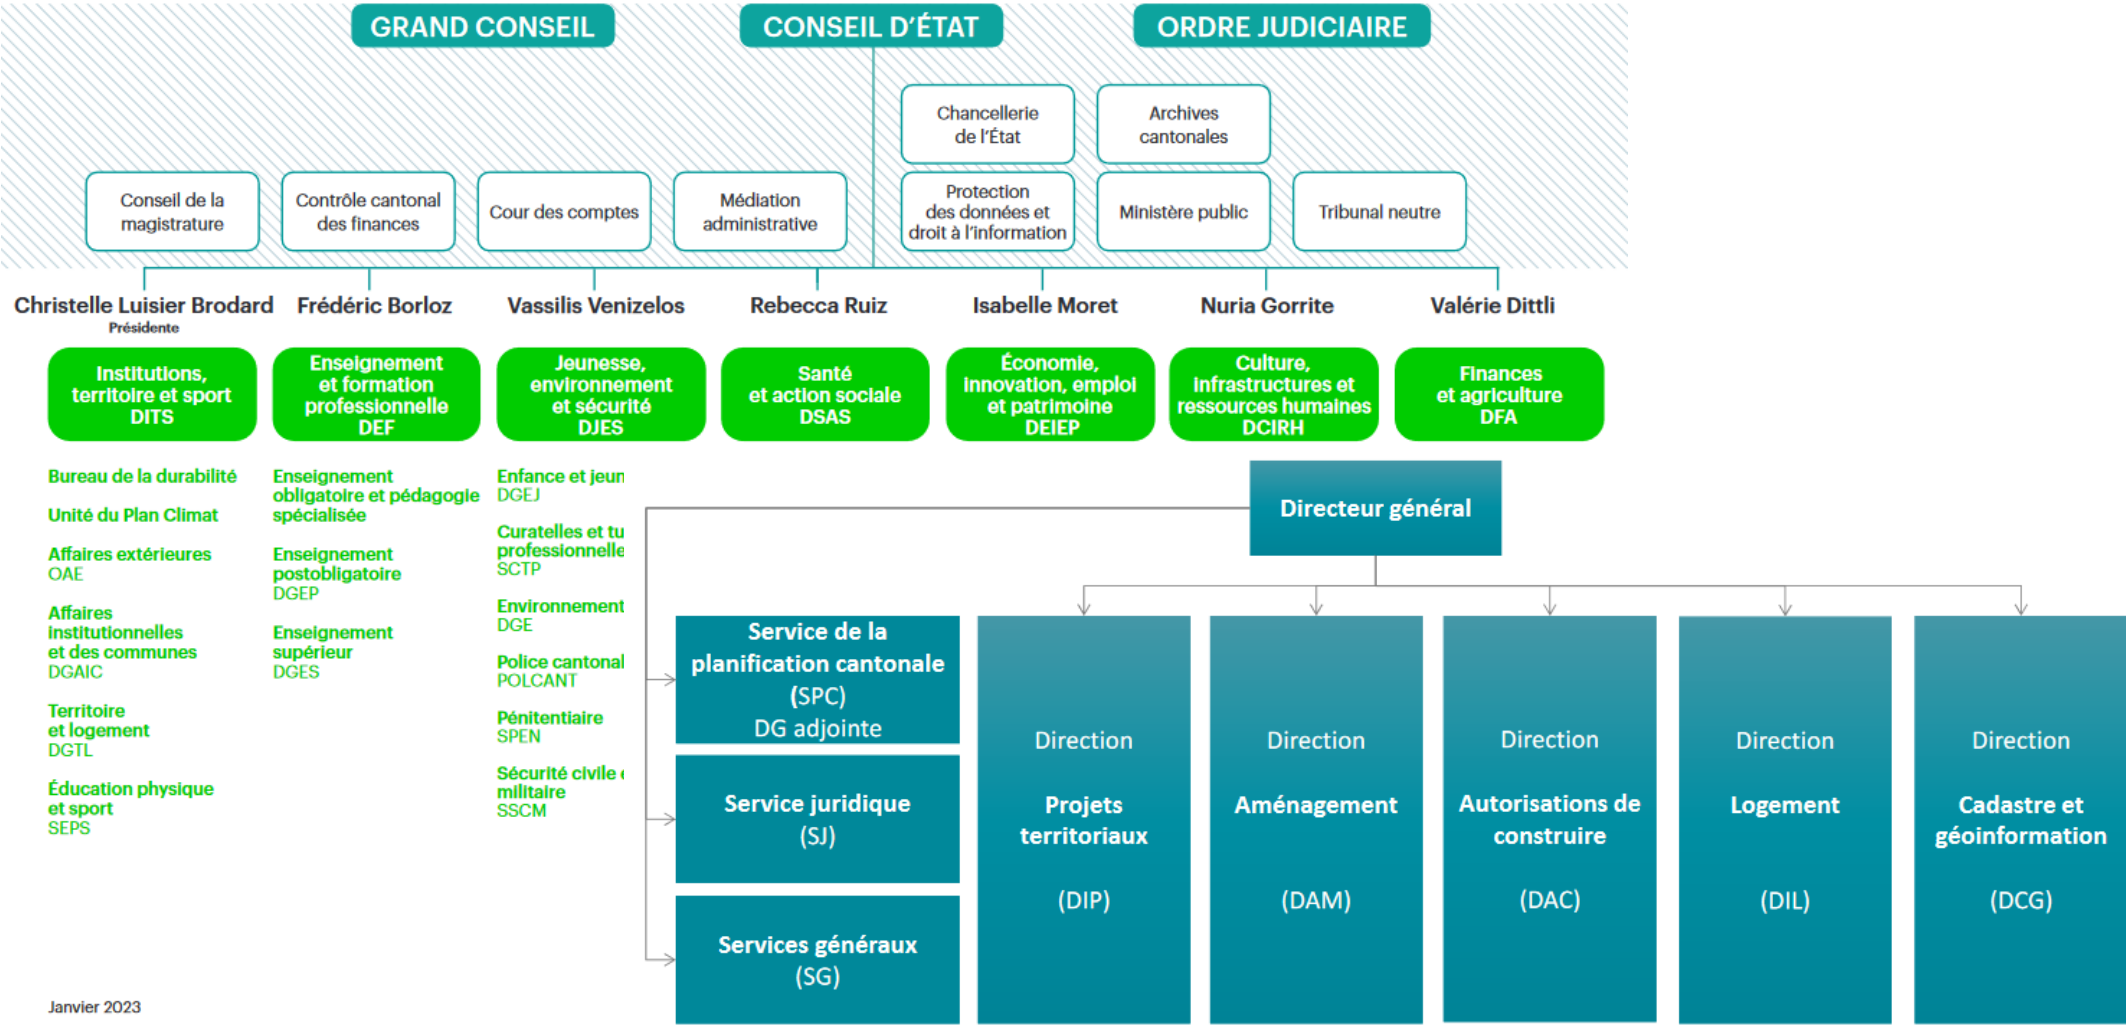 GRAND CONSEIL
CONSEIL D'ÉTAT
ORDRE JUDICIAIRE
Chancellerie
de l'État
Archives
cantonales
Conseil de la
magistrature
Contrôle cantonal
des finances
Cour des comptes
Médiation
administrative
Protection
des données et
droit à l'information
Ministère public
Tribunal neutre
Christelle Luisier Brodard
Présidente
Frédéric Borloz
Vassilis Venizelos
Rebecca Ruiz
Isabelle Moret
Nuria Gorrite
Valérie Dittli
Institutions,
territoire et sport
DITS
Enseignement
et formation
professionnelle
DEF
Jeunesse,
environnement
et sécurité
DJES
Santé
et action sociale
DSAS
Économie,
innovation, emploi
et patrimoine
DEIEP
Culture,
infrastructures et
ressources humaines
DCIRH
Finances
et agriculture
DFA
Bureau de la durabilité
Unité du Plan Climat
Affaires extérieures
OAE
Affaires
institutionnelles
et des communes
DGAIC
Territoire
et logement
DGTL
Éducation physique
et sport
SEPS
Enseignement
obligatoire et pédagogie
spécialisée
Enseignement
postobligatoire
DGEP
Enseignement
supérieur
DGES
Enfance et jeun
DGEJ
Curatelles et tu
professionnelle
SCTP
Environnement
DGE
Police cantonal
POLCANT
Pénitentiaire
SPEN
Sécurité civile e
militaire
SSCM
Directeur général
Service de la
planification cantonale
(SPC)
DG adjointe
Service juridique
(SJ)
Services généraux
(SG)
Direction
Projets
territoriaux
(DIP)
Direction
Aménagement
(DAM)
Direction
Autorisations de
construire
(DAC)
Direction
Logement
(DIL)
Direction
Cadastre et
géoinformation
(DCG)
Janvier 2023